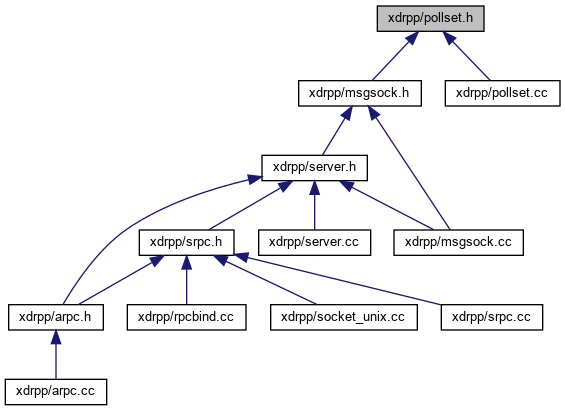 xdrpp/pollset.h
xdrpp/msgsock.h
xdrpp/pollset.cc
xdrpp/server.h
xdrpp/srpc.h
xdrpp/server.cc
xdrpp/msgsock.cc
xdrpp/arpc.h
xdrpp/rpcbind.cc
xdrpp/socket_unix.cc
xdrpp/srpc.cc
xdrpp/arpc.cc